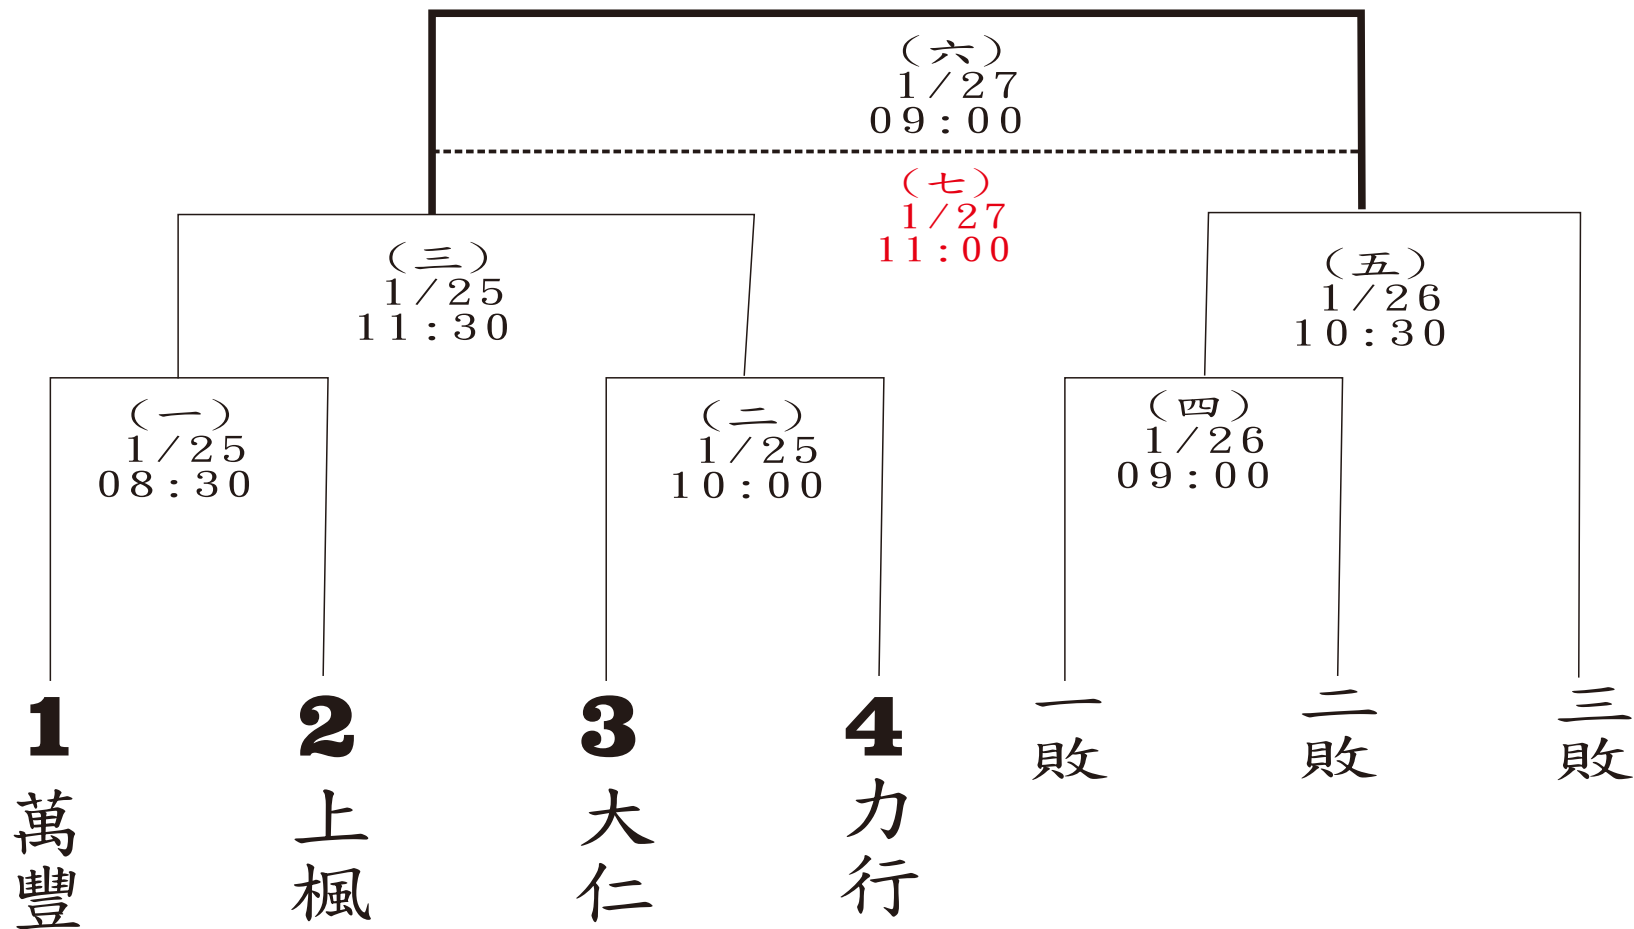 （六）
1/27
09:00
（七）
1/27
11:00
（三）
1/25
11:30
（五）
1/26
10:30
（一）
1/25
08:30
（二）
1/25
10:00
（四）
1/26
09:00
1
萬豐
2
上楓
3
大仁
4
力行
一敗
二敗
三敗